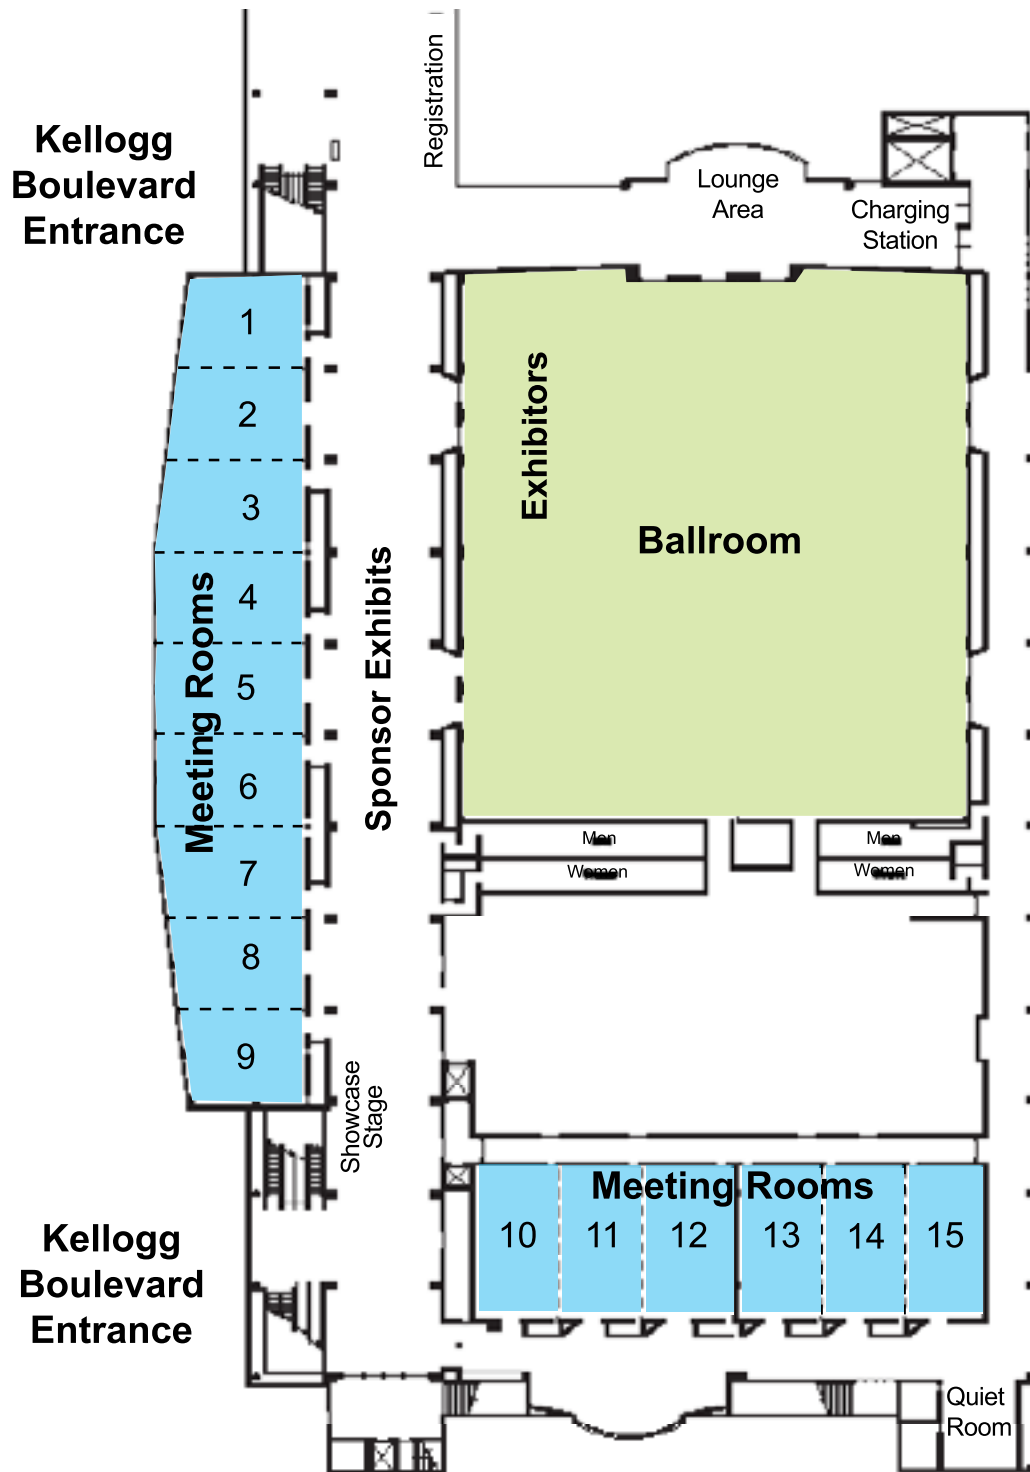 Registration
Kellogg
Boulevard
Entrance
Lounge
Area
Charging
Station
1
2
3
4
5
6
7
8
9
Meeting Rooms
Sponsor Exhibits
Exhibitors
Ballroom
Men
Women
Men
Women
Showcase
Stage
Meeting Rooms
10
11
12
13
14
15
Kellogg
Boulevard
Entrance
Quiet
Room